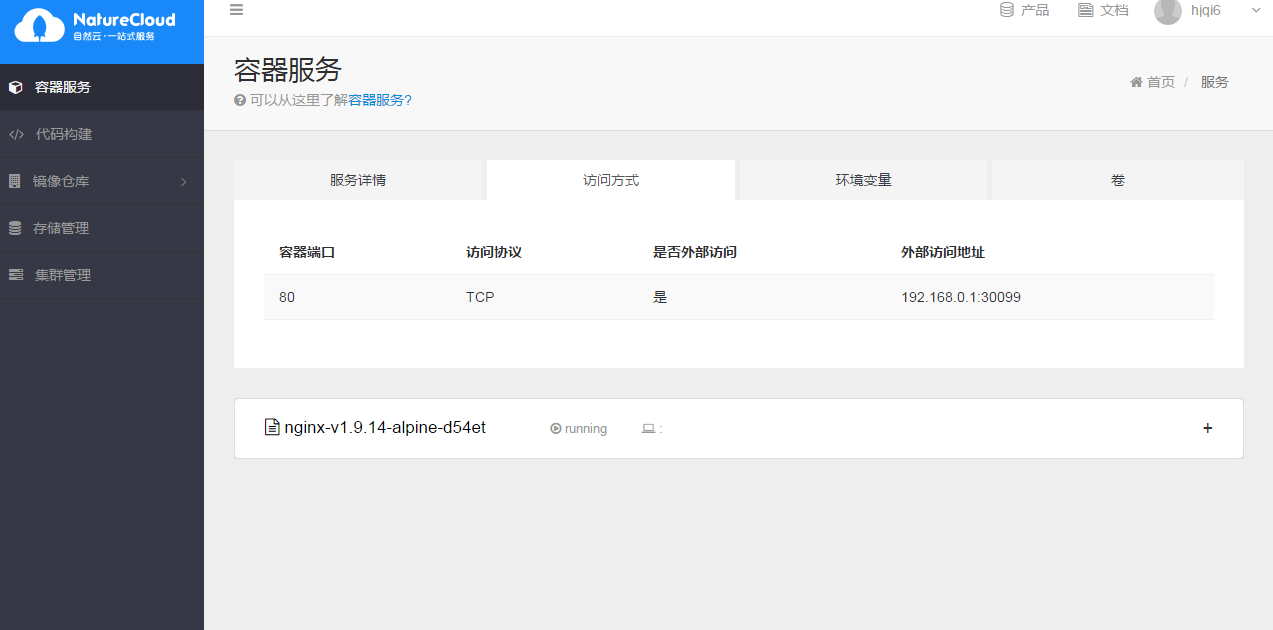 NatureCloud
自然云·一站式服务
产品
文档
hjqi6
容器服务
代码构建
镜像仓库
存储管理
集群管理
容器服务
可以从这里了解容器服务?
首页 / 服务
服务详情
访问方式
环境变量
卷
容器端口 访问协议 是否外部访问 外部访问地址
80 TCP 是 192.168.0.1:30099
nginx-v1.9.14-alpine-d54et running : +